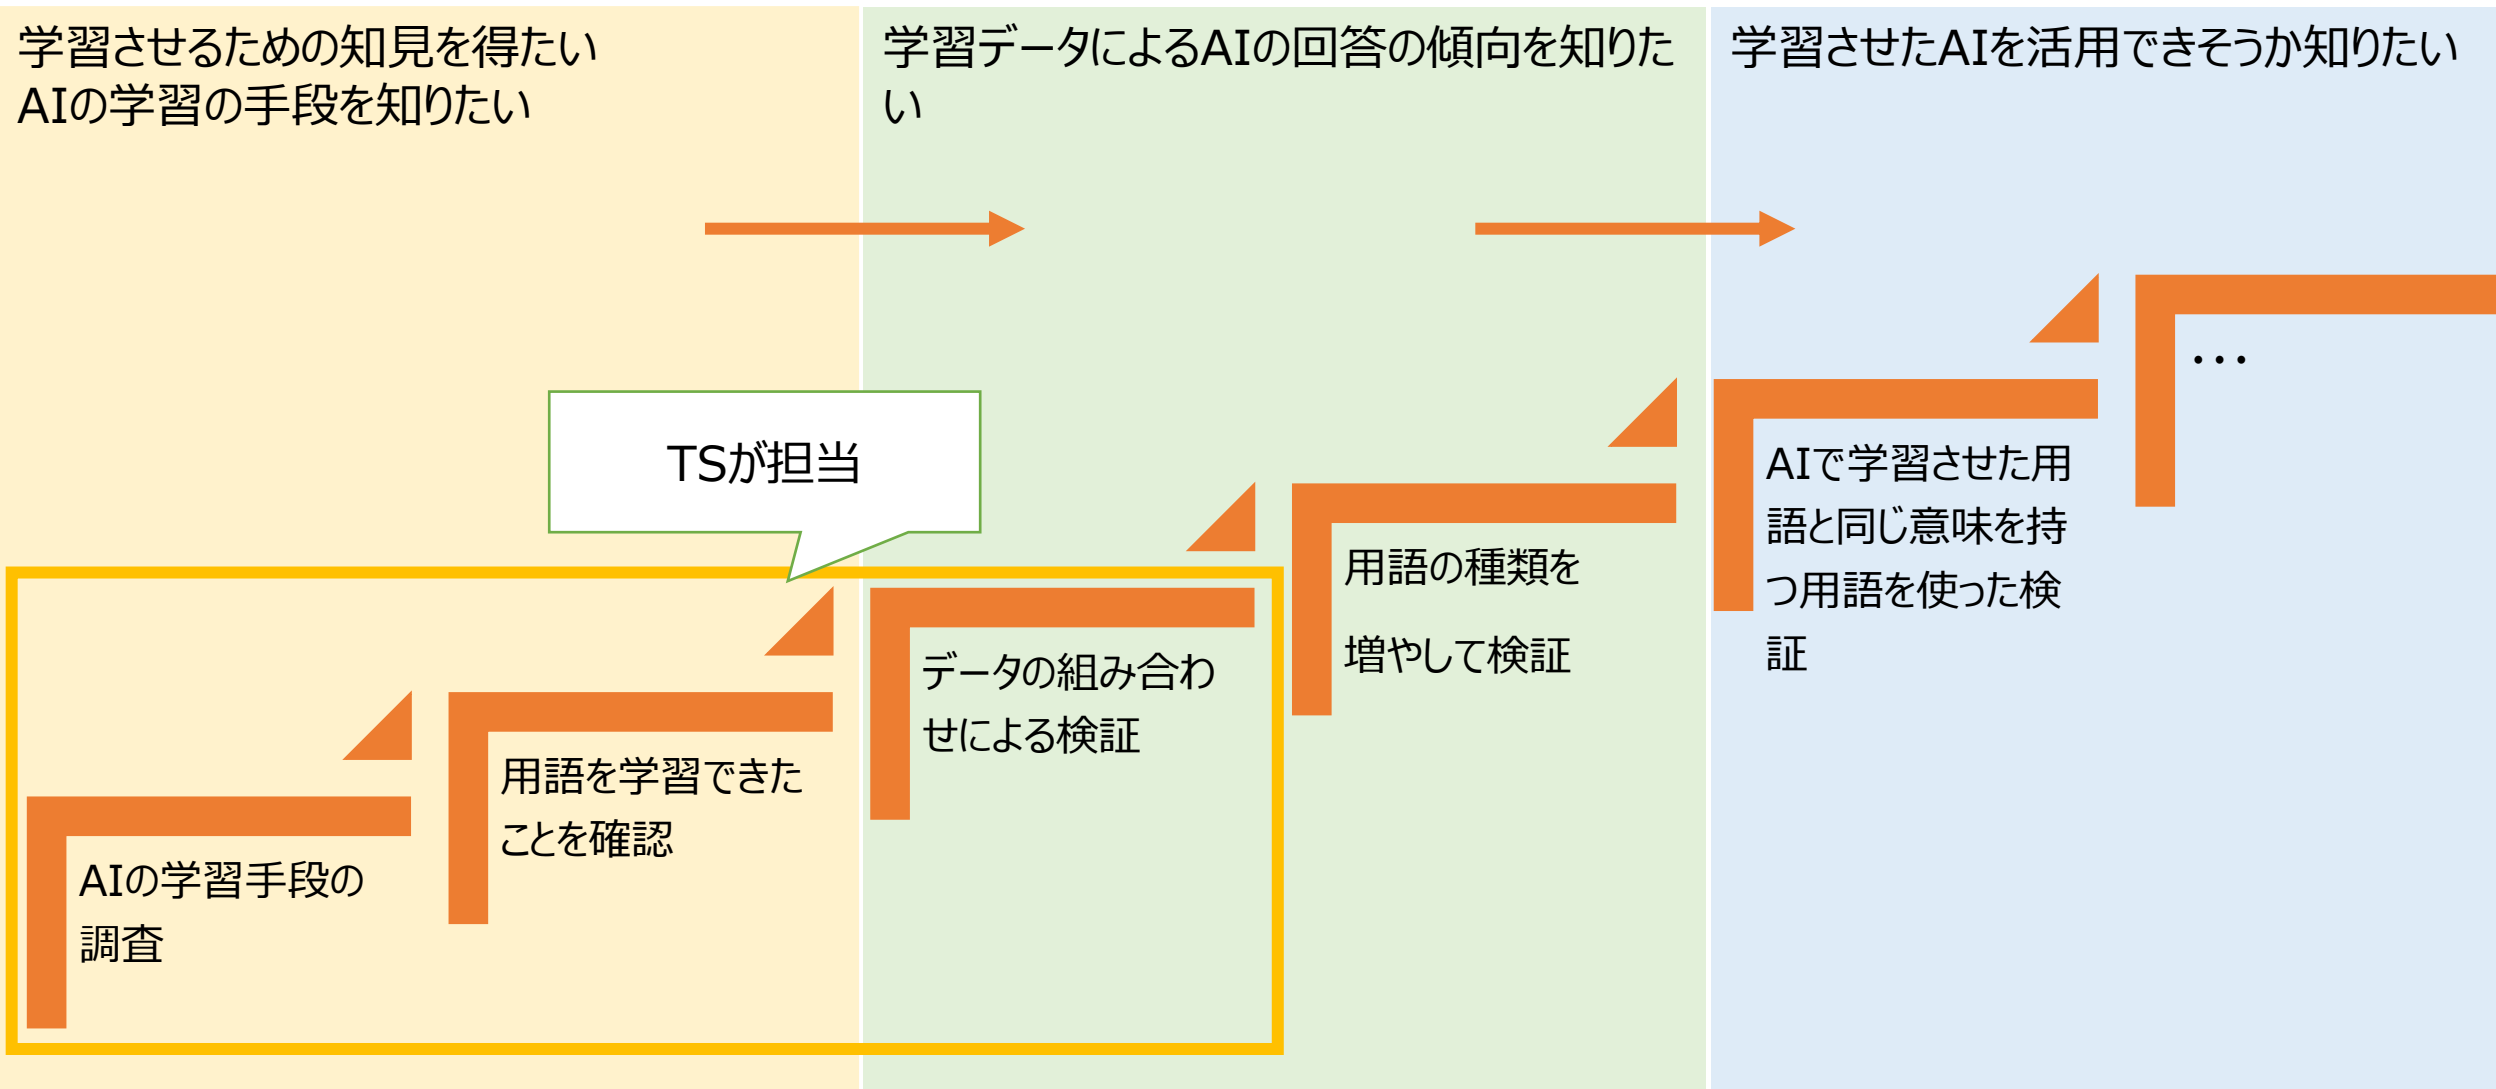 学習させるための知見を得たい
AIの学習の手段を知りたい
学習データによるAIの回答の傾向を知りた
い
学習させたAIを活用できそうか知りたい
TSが担当
AIの学習手段の
調査
用語を学習できた
ことを確認
データの組み合わ
せによる検証
用語の種類を
増やして検証
AIで学習させた用
語と同じ意味を持
つ用語を使った検
証
…